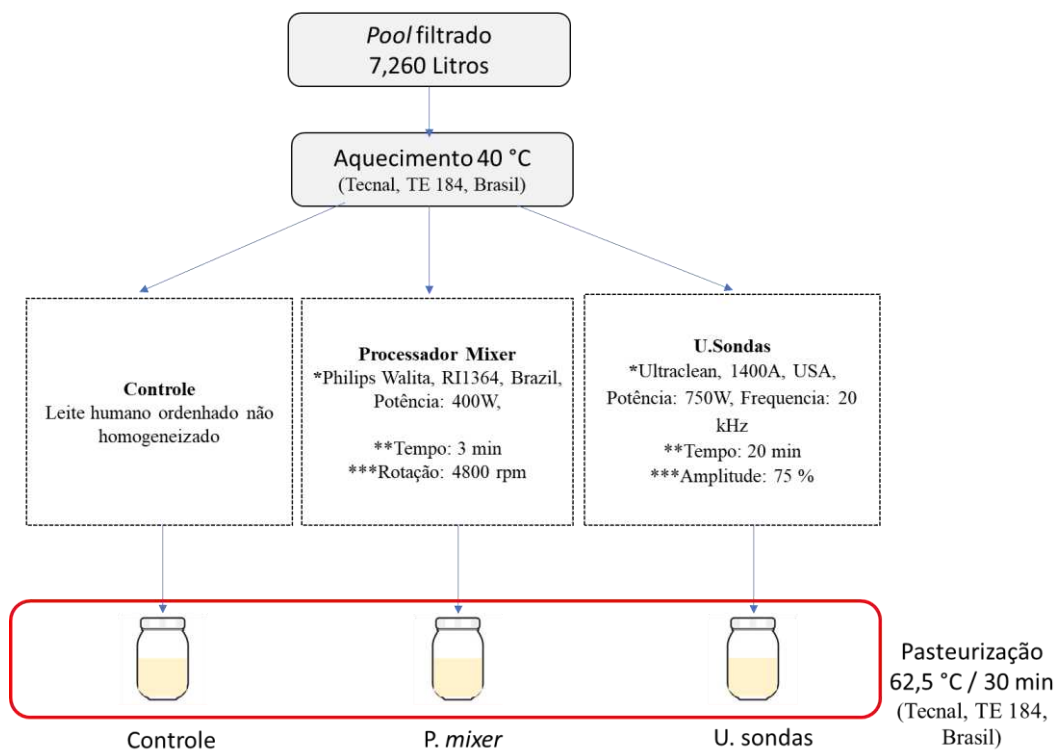 Pool filtrado
7,260 Litros
Aquecimento 40 °C
(Tecnal, TE 184, Brasil)
Controle
Leite humano ordenhado não
homogeneizado
Processador Mixer
*Philips Walita, RI1364, Brazil,
Potência: 400W,
**Tempo: 3 min
***Rotação: 4800 rpm
U.Sondas
*Ultraclean, 1400A, USA,
Potência: 750W, Frequencia: 20
kHz
**Tempo: 20 min
***Amplitude: 75 %
Pasteurização
62,5 °C / 30 min
(Tecnal, TE 184,
Brasil)
Controle
P. mixer
U. sondas